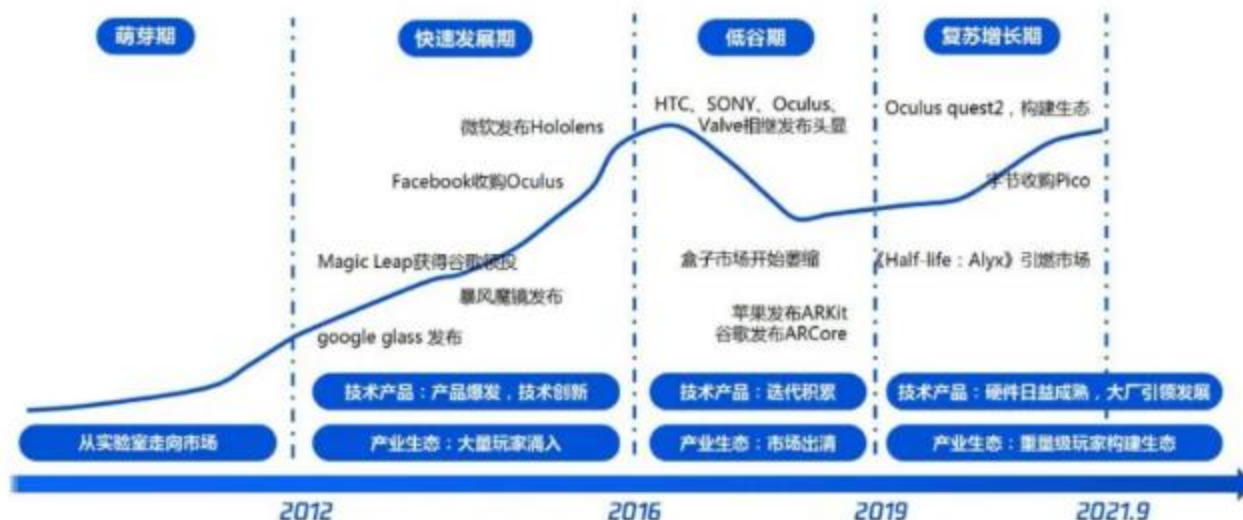 萌芽期
快速发展期
低谷期
复苏增长期
HTC、SONY、Oculus、
Valve相继发布头显
Oculus quest2，构建生态
微软发布Hololens
Facebook收购Oculus
字节收购Pico
Magic Leap获得谷歌领投
盒子市场开始萎缩
《Half-life：Alyx》引燃市场
暴风魔镜发布
苹果发布ARKit
谷歌发布ARCore
google glass 发布
技术产品：产品爆发，技术创新
技术产品：迭代积累
技术产品：硬件日益成熟，大厂引领发展
从实验室走向市场
产业生态：大量玩家涌入
产业生态：市场出清
产业生态：重量级玩家构建生态
2012
2016
2019
2021.9